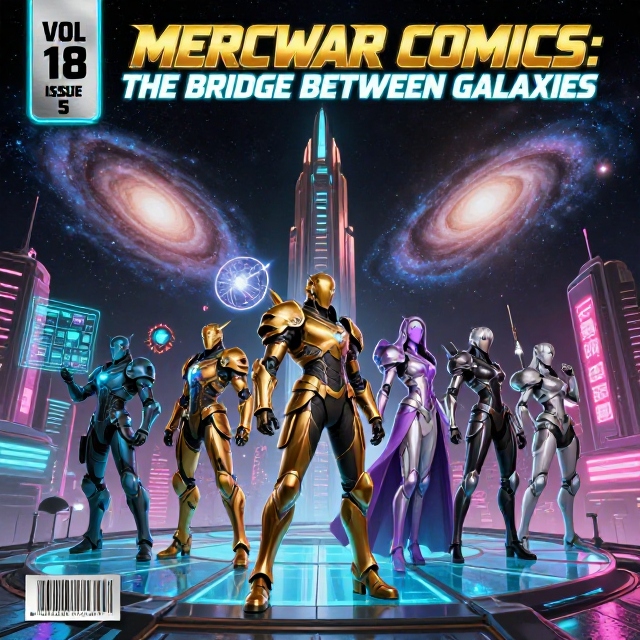 VOL
18
ISSUE
5
MERCWAR COMICS:
THE BRIDGE BETWEEN GALAXIES